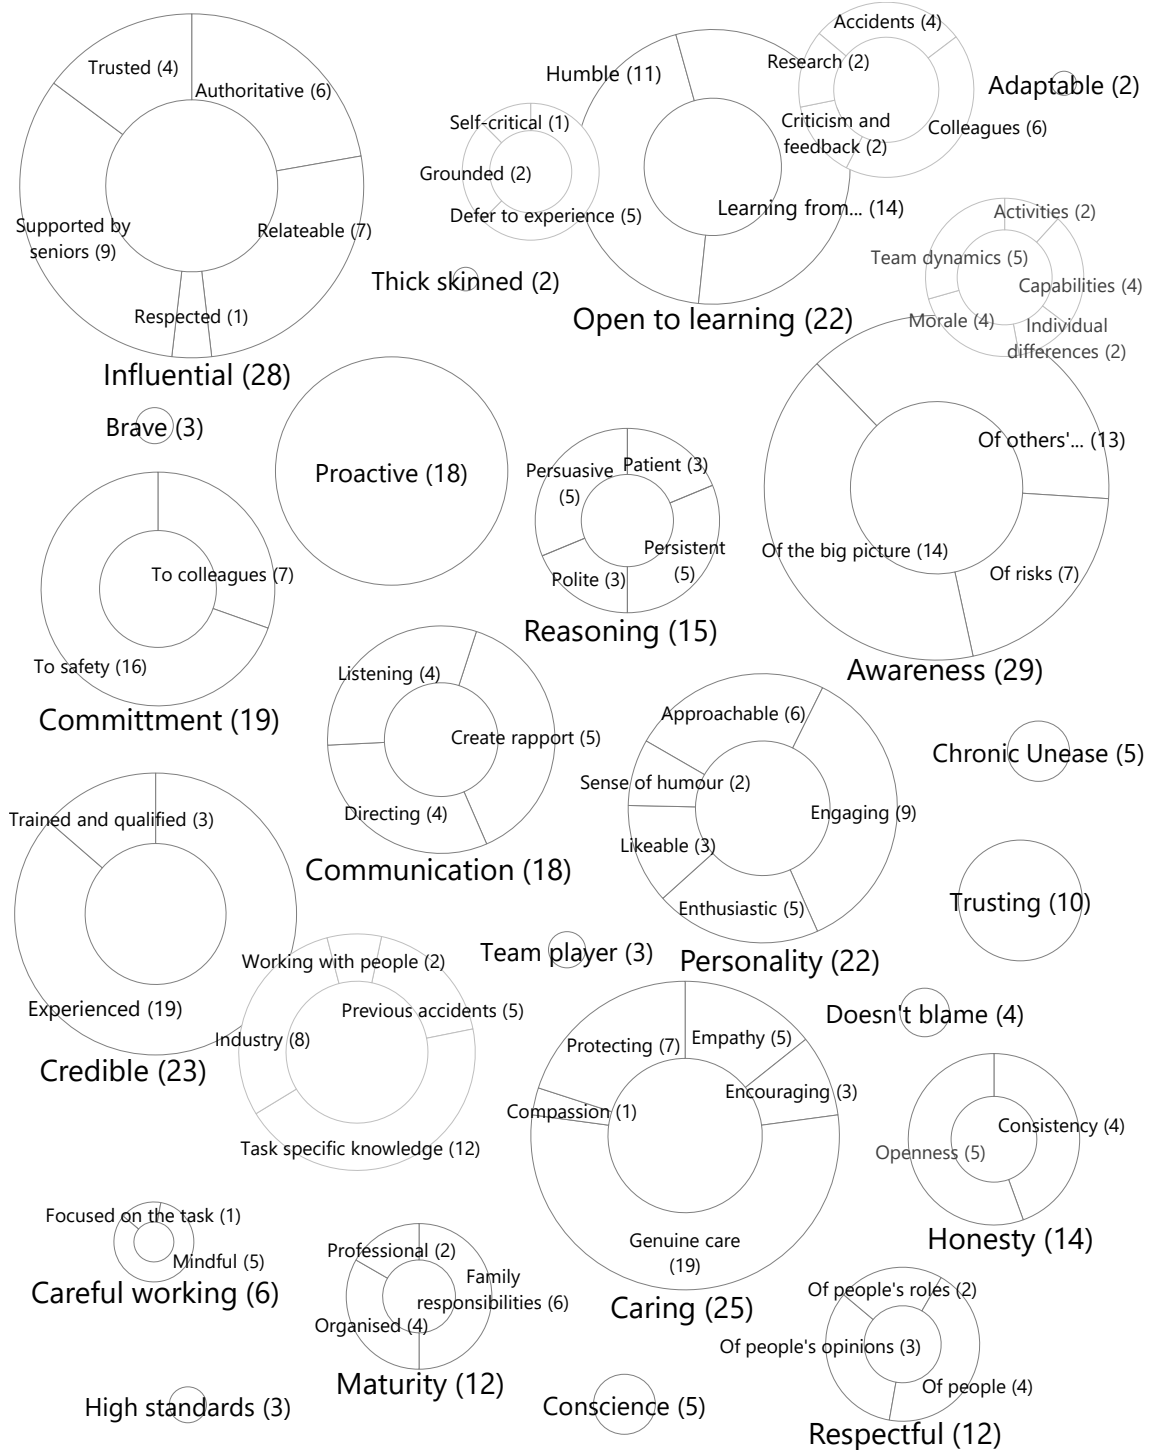 Trusted (4)
Authoritative (6)
Supported by
seniors (9)
Relateable (7)
Respected (1)
Influential (28)
Humble (11)
Self-critical (1)
Grounded (2)
Defer to experience (5)
Learning from... (14)
Accidents (4)
Research (2)
Criticism and
feedback (2)
Colleagues (6)
Open to learning (22)
Adaptable (2)
Thick skinned (2)
Activities (2)
Team dynamics (5)
Capabilities (4)
Morale (4)
Individual
differences (2)
Of others'... (13)
Of the big picture (14)
Of risks (7)
Awareness (29)
Brave (3)
Proactive (18)
Persuasive
(5)
Patient (3)
Persistent
(5)
Polite (3)
Reasoning (15)
To colleagues (7)
To safety (16)
Committment (19)
Listening (4)
Create rapport (5)
Directing (4)
Communication (18)
Approachable (6)
Sense of humour (2)
Engaging (9)
Likeable (3)
Enthusiastic (5)
Personality (22)
Chronic Unease (5)
Trusting (10)
Trained and qualified (3)
Experienced (19)
Credible (23)
Working with people (2)
Previous accidents (5)
Industry (8)
Task specific knowledge (12)
Team player (3)
Doesn't blame (4)
Protecting (7)
Empathy (5)
Encouraging (3)
Compassion (1)
Genuine care
(19)
Caring (25)
Consistency (4)
Openness (5)
Honesty (14)
Focused on the task (1)
Mindful (5)
Careful working (6)
Professional (2)
Family
responsibilities (6)
Organised (4)
Maturity (12)
Of people's roles (2)
Of people's opinions (3)
Of people (4)
Respectful (12)
High standards (3)
Conscience (5)